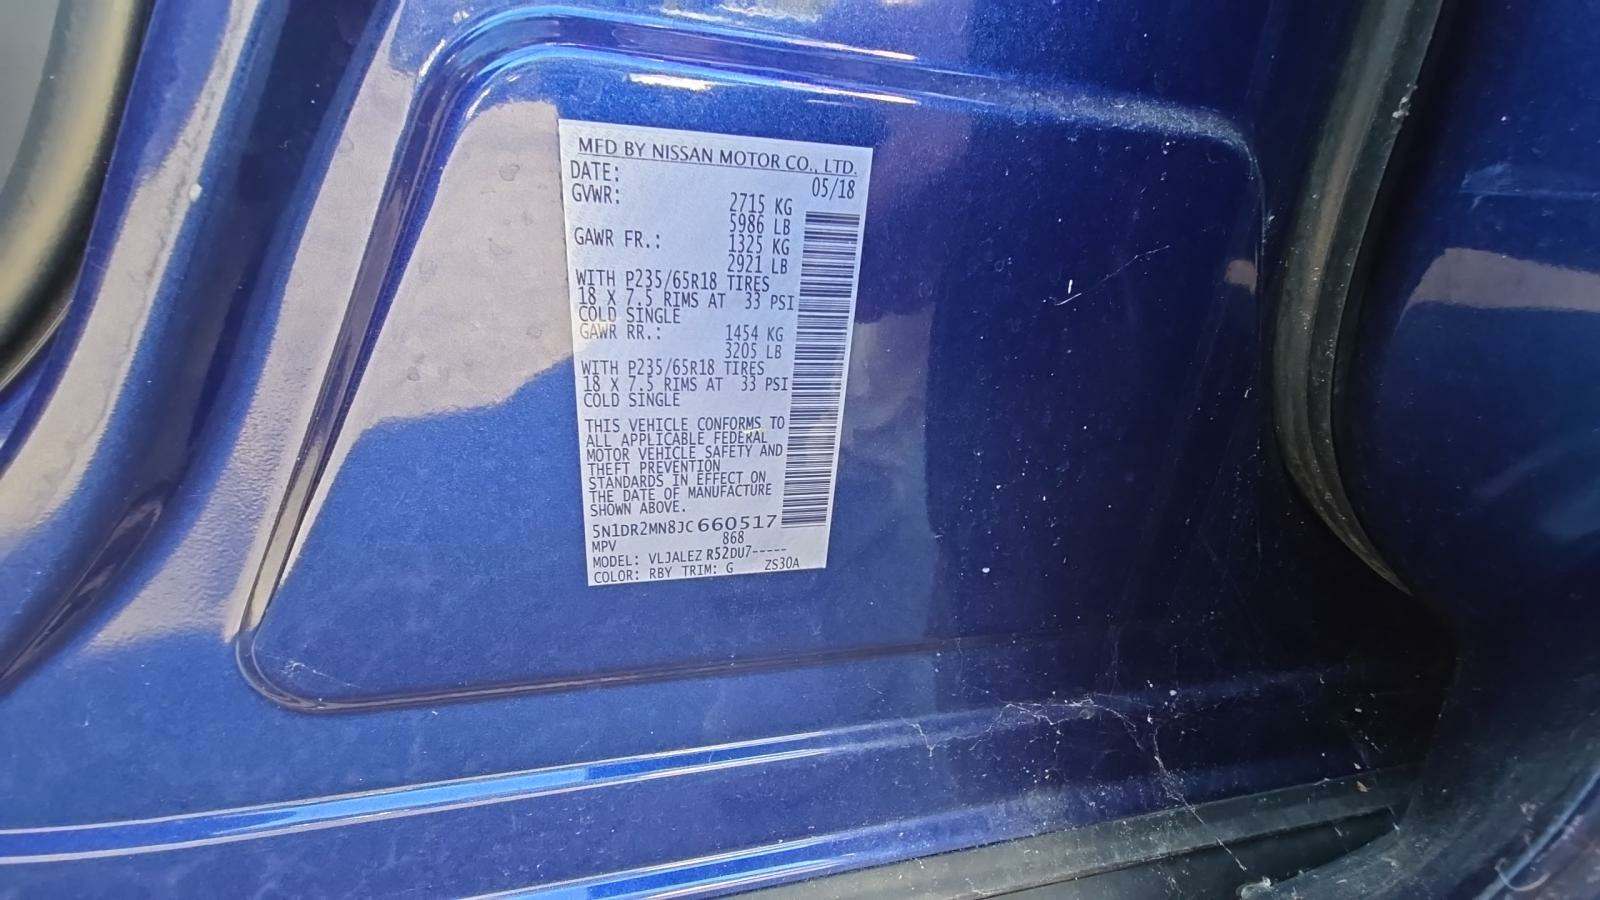 MFD BY NISSAN MOTOR CO., LTD.
DATE: 05/18
GVWR: 2715 KG
5986 LB
GAWR FR.: 1325 KG
2921 LB
WITH P235/65R18 TIRES
18 X 7.5 RIMS AT 33 PSI
COLD SINGLE
GAWR RR.: 1454 KG
3205 LB
WITH P235/65R18 TIRES
18 X 7.5 RIMS AT 33 PSI
COLD SINGLE
THIS VEHICLE CONFORMS TO
ALL APPLICABLE FEDERAL
MOTOR VEHICLE SAFETY AND
THEFT PREVENTION
STANDARDS IN EFFECT ON
THE DATE OF MANUFACTURE
SHOWN ABOVE.
5N1DR2MN8JC660517
MPV 868
MODEL: VLJALEZ R52DU7-----
COLOR: RBY TRIM: G ZS30A